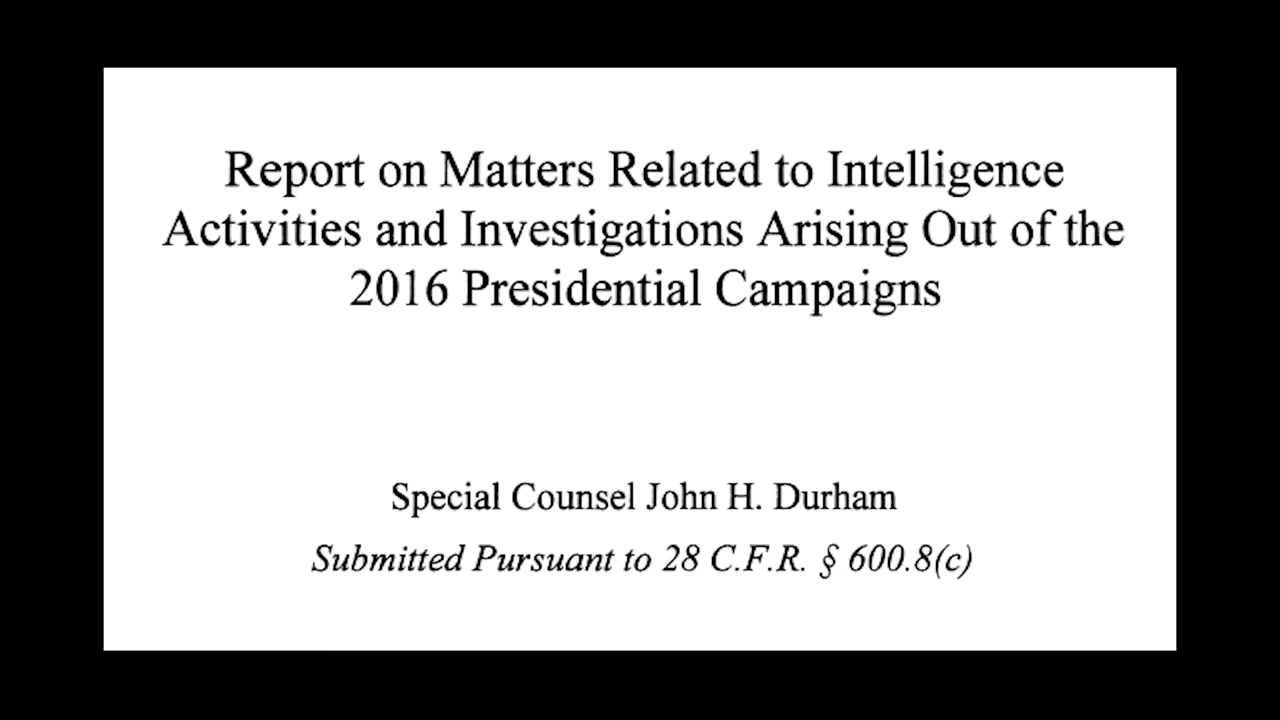 Report on Matters Related to Intelligence
Activities and Investigations Arising Out of the
2016 Presidential Campaigns
Special Counsel John H. Durham
Submitted Pursuant to 28 C.F.R. § 600.8(c)